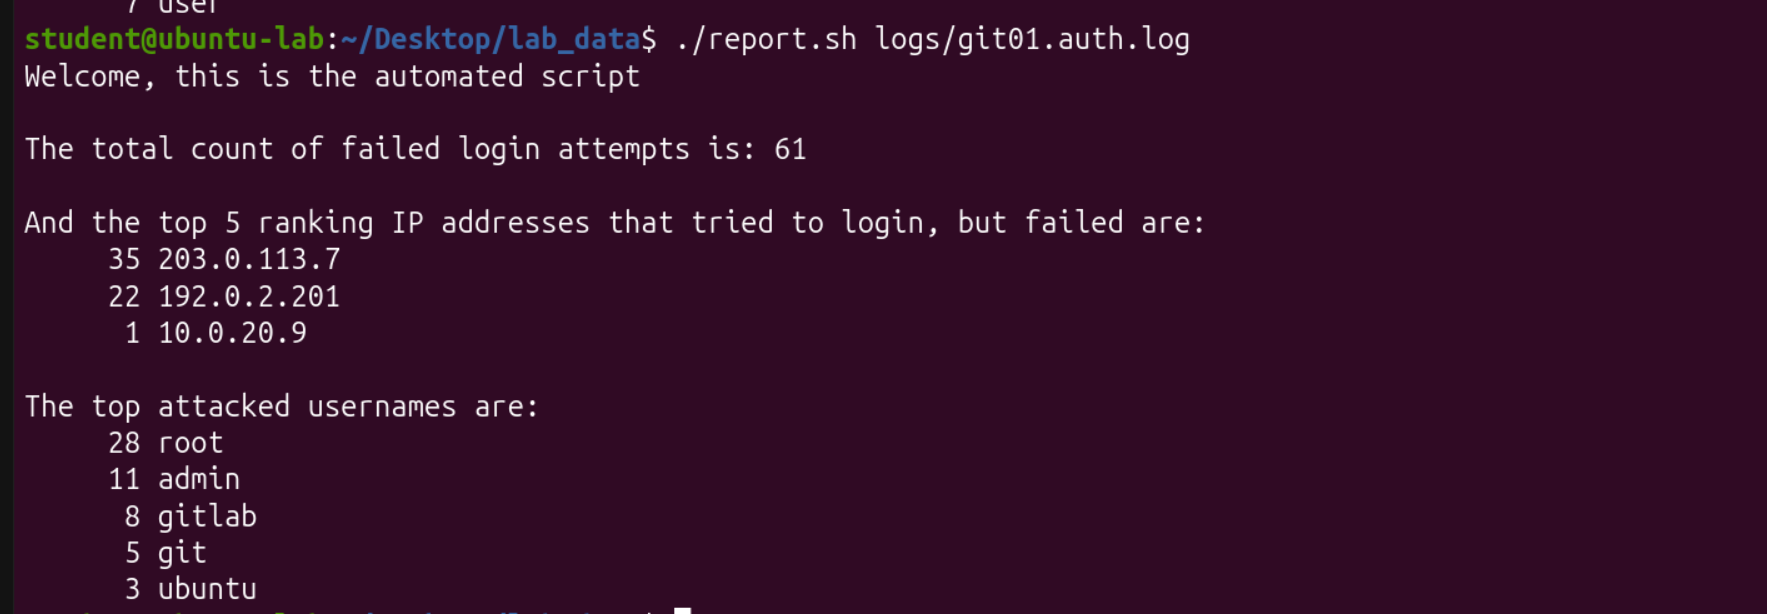 7 user
student@ubuntu-lab:~/Desktop/lab_data$ ./report.sh logs/git01.auth.log
Welcome, this is the automated script
The total count of failed login attempts is: 61
And the top 5 ranking IP addresses that tried to login, but failed are:
35 203.0.113.7
22 192.0.2.201
1 10.0.20.9
The top attacked usernames are:
28 root
11 admin
8 gitlab
5 git
3 ubuntu